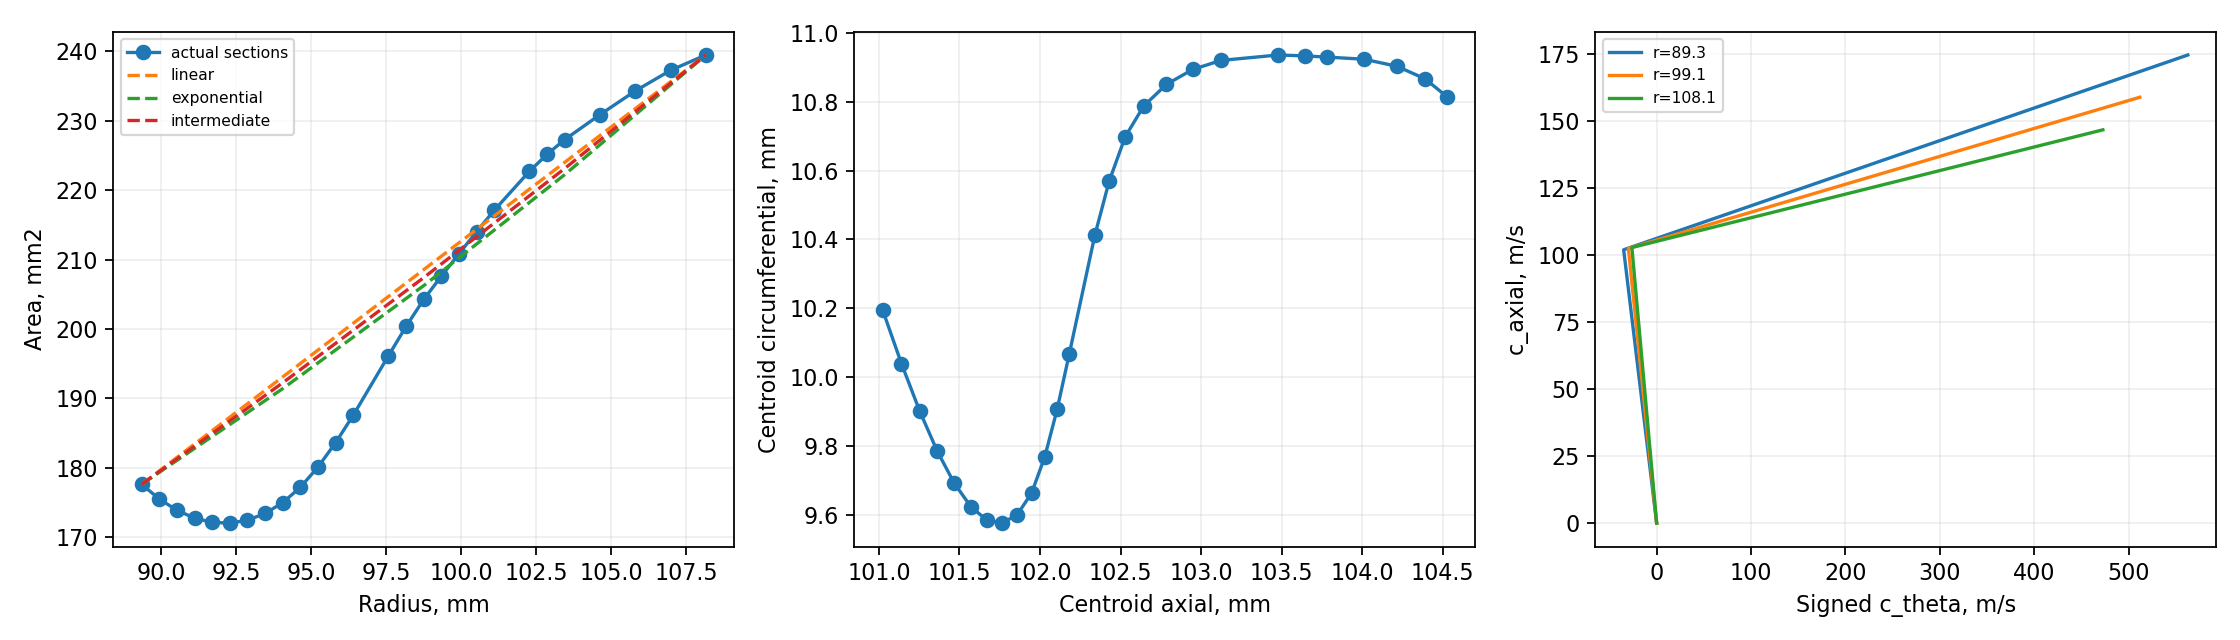 Area, mm2
240
230
220
210
200
190
180
170
actual sections
linear
exponential
intermediate
90.0 92.5 95.0 97.5 100.0 102.5 105.0 107.5
Radius, mm
Centroid circumferential, mm
11.0
10.8
10.6
10.4
10.2
10.0
9.8
9.6
101.0 101.5 102.0 102.5 103.0 103.5 104.0 104.5
Centroid axial, mm
c_axial, m/s
175
150
125
100
75
50
25
0
r=89.3
r=99.1
r=108.1
0 100 200 300 400 500
Signed c_theta, m/s